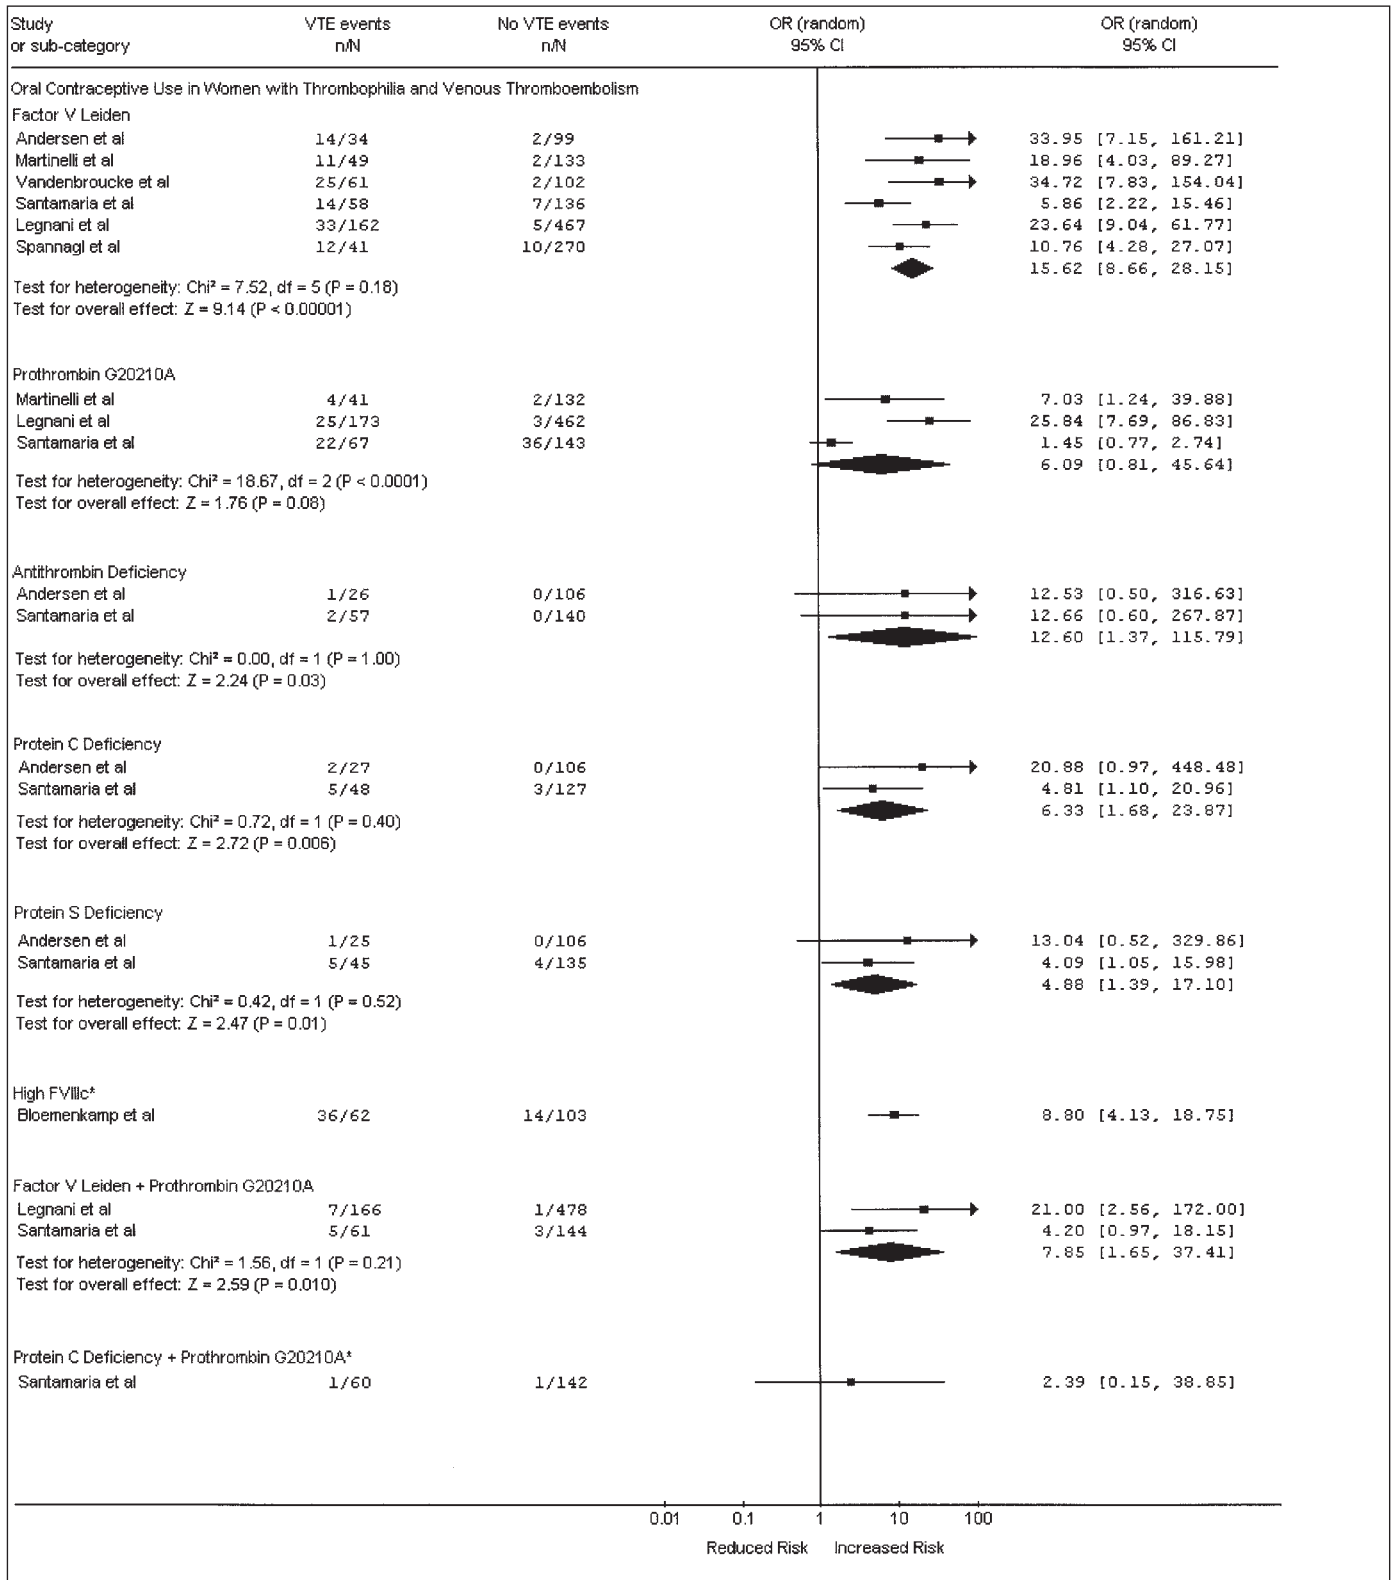 Study VTE events No VTE events OR (random) OR (random)
or sub-category n/N n/N 95% CI 95% CI
Oral Contraceptive Use in Women with Thrombophilia and Venous Thromboembolism
Factor V Leiden
Andersen et al 14/34 2/99 33.95 [7.15, 161.21]
Martinelli et al 11/49 2/133 18.96 [4.03, 89.27]
Vandenbroucke et al 25/61 2/102 34.72 [7.83, 154.04]
Santamaria et al 14/58 7/136 5.86 [2.22, 15.46]
Legnani et al 33/162 5/467 23.64 [9.04, 61.77]
Spannagl et al 12/41 10/270 10.76 [4.28, 27.07]
15.62 [8.66, 28.15]
Test for heterogeneity: Chi² = 7.52, df = 5 (P = 0.18)
Test for overall effect: Z = 9.14 (P < 0.00001)
Prothrombin G20210A
Martinelli et al 4/41 2/132 7.03 [1.24, 39.88]
Legnani et al 25/173 3/462 25.84 [7.69, 86.83]
Santamaria et al 22/67 36/143 1.45 [0.77, 2.74]
6.09 [0.81, 45.64]
Test for heterogeneity: Chi² = 18.67, df = 2 (P < 0.0001)
Test for overall effect: Z = 1.76 (P = 0.08)
Antithrombin Deficiency
Andersen et al 1/26 0/106 12.53 [0.50, 316.63]
Santamaria et al 2/57 0/140 12.66 [0.60, 267.87]
12.60 [1.37, 115.79]
Test for heterogeneity: Chi² = 0.00, df = 1 (P = 1.00)
Test for overall effect: Z = 2.24 (P = 0.03)
Protein C Deficiency
Andersen et al 2/27 0/106 20.88 [0.97, 448.48]
Santamaria et al 5/48 3/127 4.81 [1.10, 20.96]
6.33 [1.68, 23.87]
Test for heterogeneity: Chi² = 0.72, df = 1 (P = 0.40)
Test for overall effect: Z = 2.72 (P = 0.006)
Protein S Deficiency
Andersen et al 1/25 0/106 13.04 [0.52, 329.86]
Santamaria et al 5/45 4/135 4.09 [1.05, 15.98]
4.88 [1.39, 17.10]
Test for heterogeneity: Chi² = 0.42, df = 1 (P = 0.52)
Test for overall effect: Z = 2.47 (P = 0.01)
High FVIIIc*
Bloemenkamp et al 36/62 14/103 8.80 [4.13, 18.75]
Factor V Leiden + Prothrombin G20210A
Legnani et al 7/166 1/478 21.00 [2.56, 172.00]
Santamaria et al 5/61 3/144 4.20 [0.97, 18.15]
7.85 [1.65, 37.41]
Test for heterogeneity: Chi² = 1.56, df = 1 (P = 0.21)
Test for overall effect: Z = 2.59 (P = 0.010)
Protein C Deficiency + Prothrombin G20210A*
Santamaria et al 1/60 1/142 2.39 [0.15, 38.85]
0.01 0.1 1 10 100
Reduced Risk Increased Risk